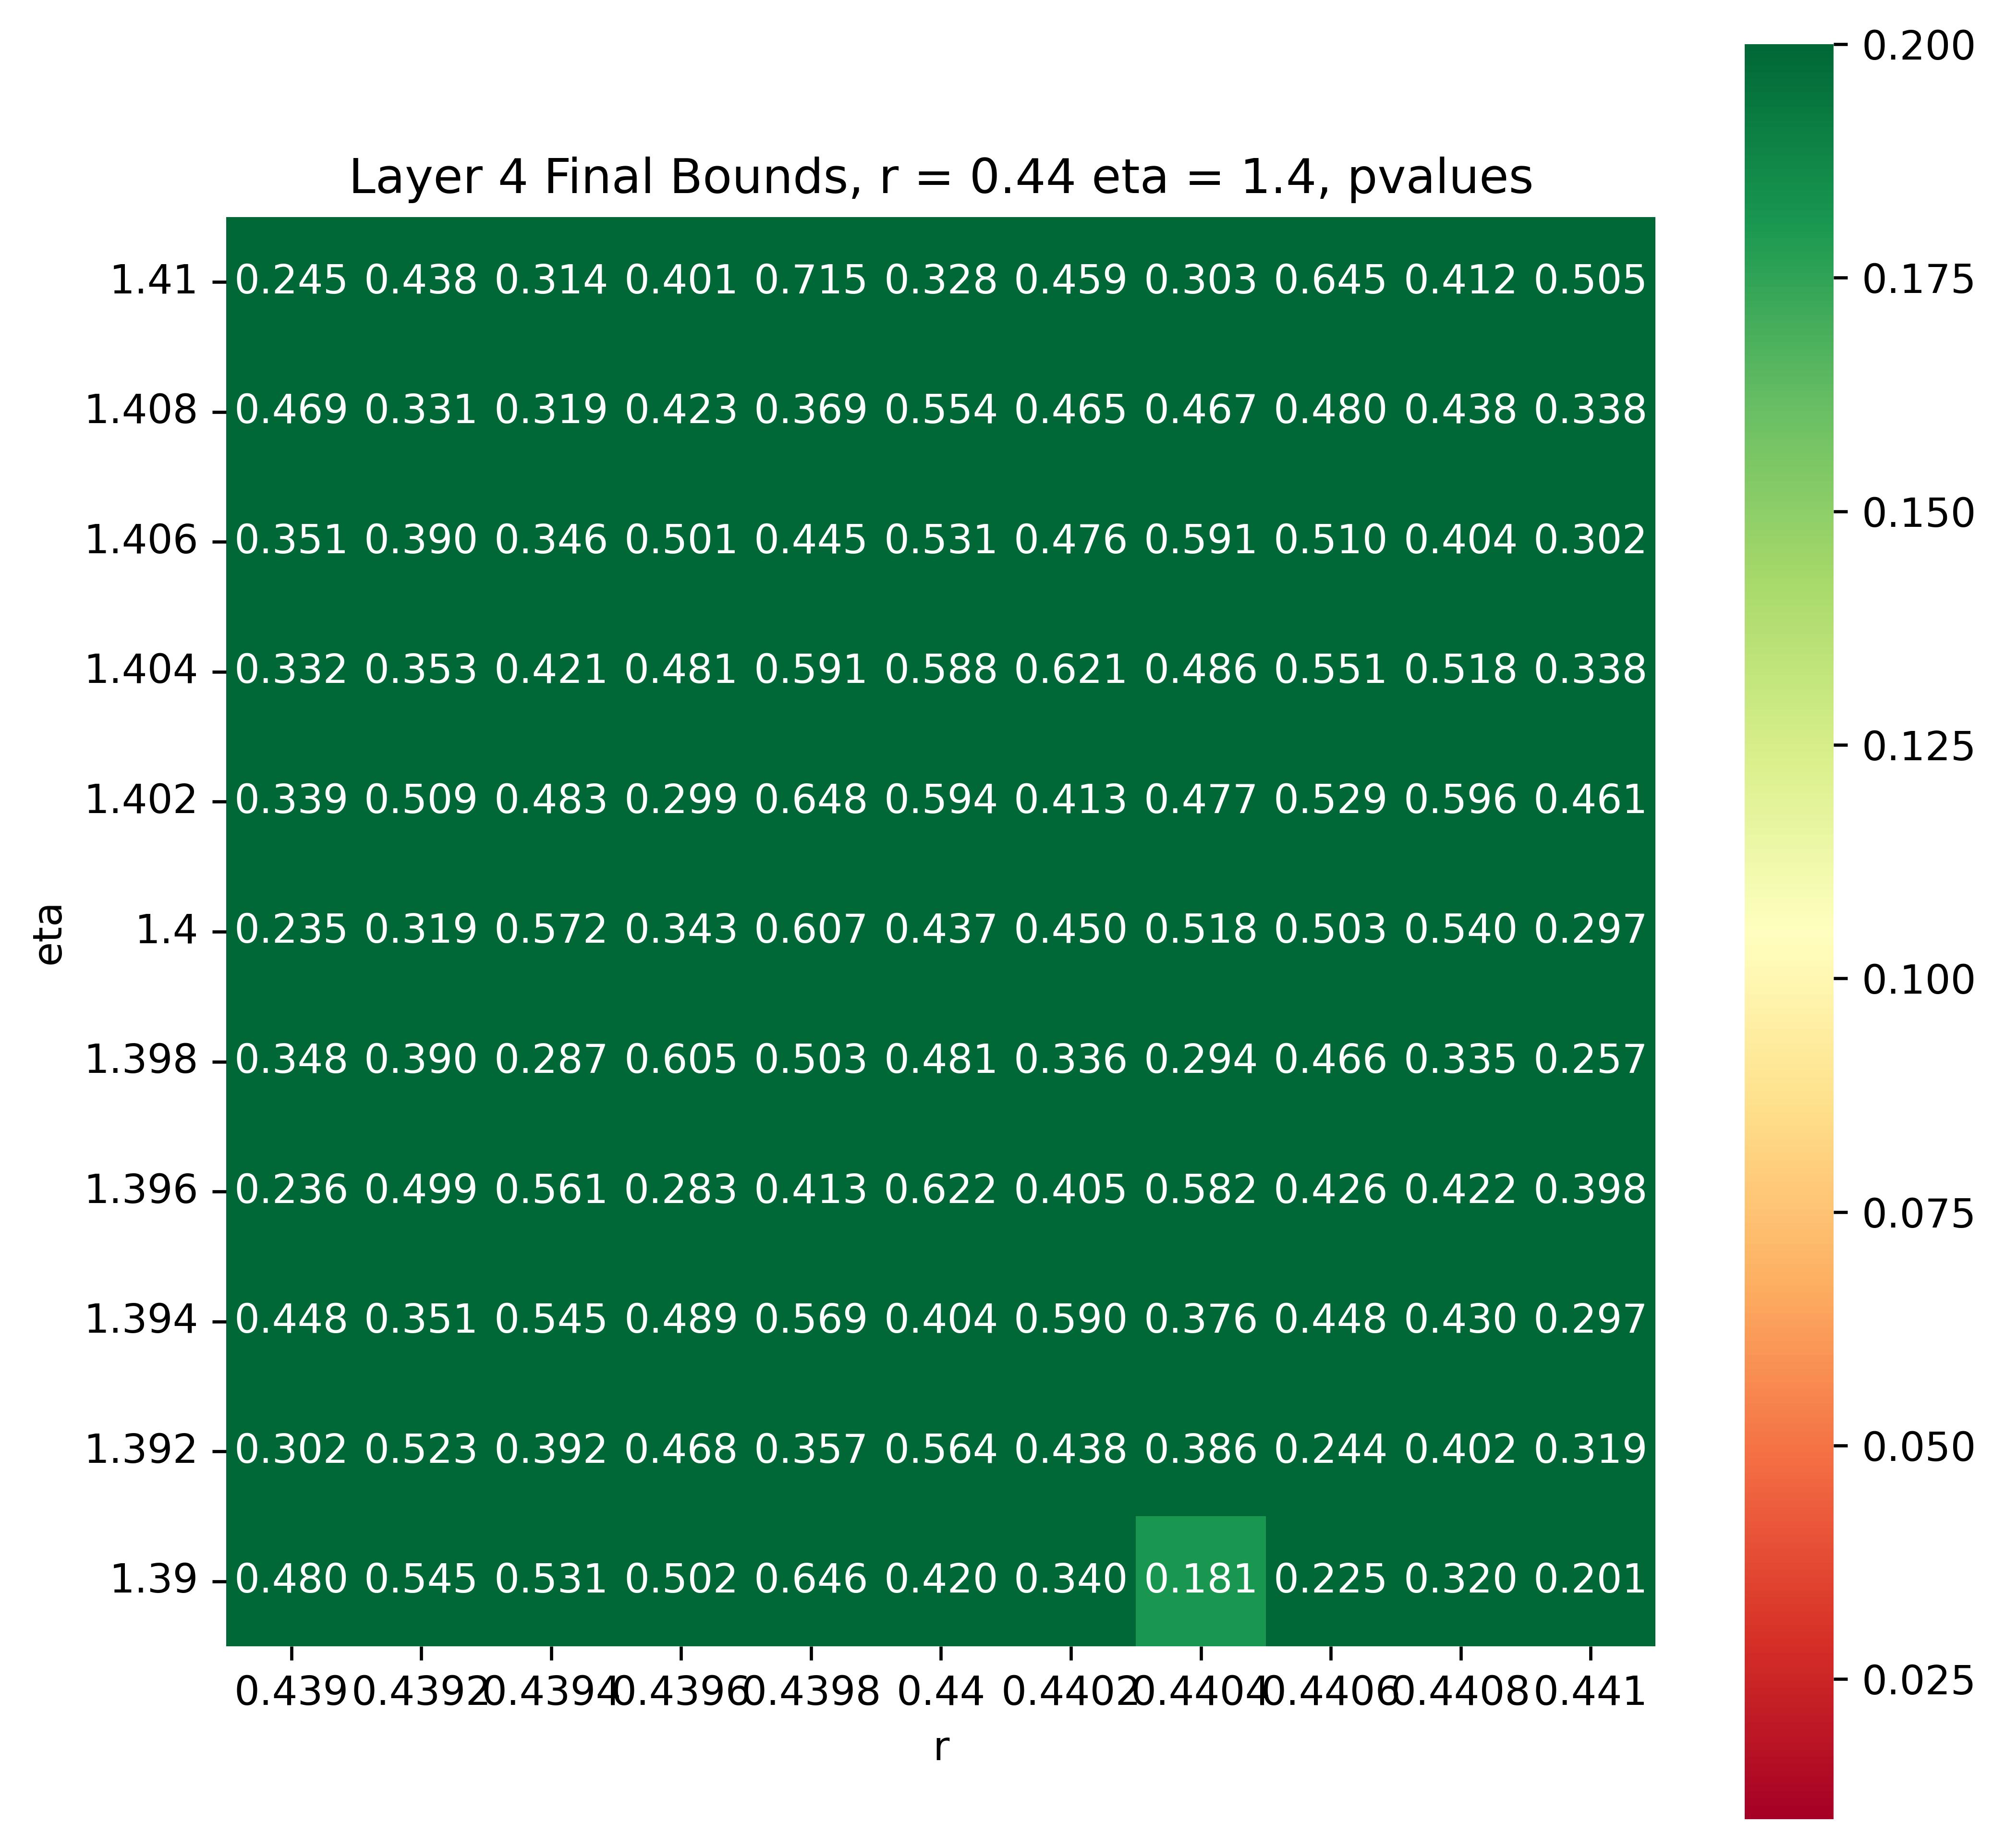 Layer 4 Final Bounds, r = 0.44 eta = 1.4, pvalues
1.41 0.245 0.438 0.314 0.401 0.715 0.328 0.459 0.303 0.645 0.412 0.505
1.408 0.469 0.331 0.319 0.423 0.369 0.554 0.465 0.467 0.480 0.438 0.338
1.406 0.351 0.390 0.346 0.501 0.445 0.531 0.476 0.591 0.510 0.404 0.302
1.404 0.332 0.353 0.421 0.481 0.591 0.588 0.621 0.486 0.551 0.518 0.338
1.402 0.339 0.509 0.483 0.299 0.648 0.594 0.413 0.477 0.529 0.596 0.461
1.4 0.235 0.319 0.572 0.343 0.607 0.437 0.450 0.518 0.503 0.540 0.297
1.398 0.348 0.390 0.287 0.605 0.503 0.481 0.336 0.294 0.466 0.335 0.257
1.396 0.236 0.499 0.561 0.283 0.413 0.622 0.405 0.582 0.426 0.422 0.398
1.394 0.448 0.351 0.545 0.489 0.569 0.404 0.590 0.376 0.448 0.430 0.297
1.392 0.302 0.523 0.392 0.468 0.357 0.564 0.438 0.386 0.244 0.402 0.319
1.39 0.480 0.545 0.531 0.502 0.646 0.420 0.340 0.181 0.225 0.320 0.201
0.439 0.4392 0.4394 0.4396 0.4398 0.44 0.4402 0.4404 0.4406 0.4408 0.441
r
eta
0.200
0.175
0.150
0.125
0.100
0.075
0.050
0.025